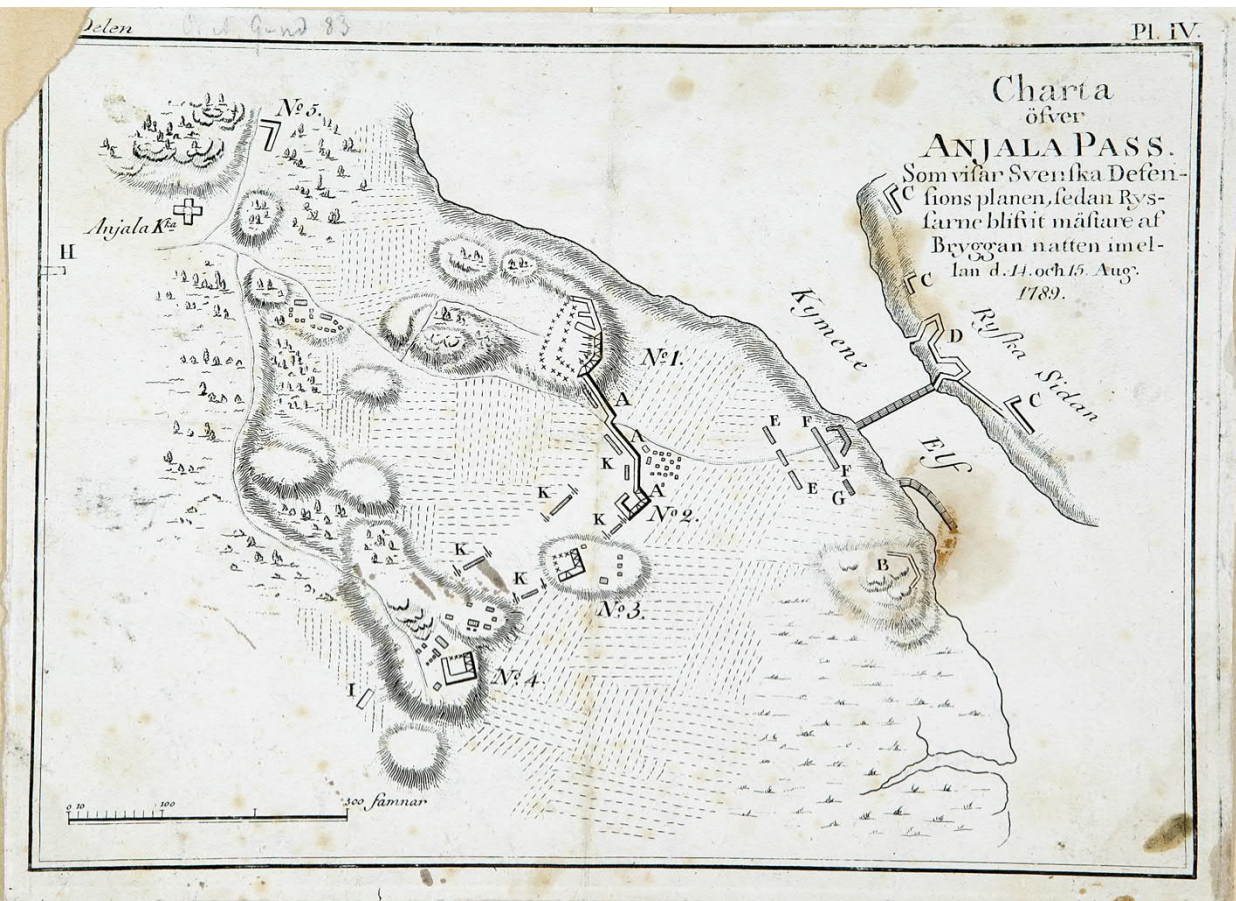 Delen
83
Pl. iV.
Charta
öfver
ANJALA PASS.
Som visar Svenska Defen-
sions planen, sedan Rys-
sarne blifvit mästare af
Bryggan natten imel-
lan d. 14. och 15. Aug.
1789.
No 5.
Anjala Kka
H
C
C
D
Ryska Sidan
C
Kymene
Elf
No 1.
A
A
K
E
F
F
E
G
K
A
No 2.
K
K
B
K
No 3.
No 4.
I
0 10 100 300 famnar